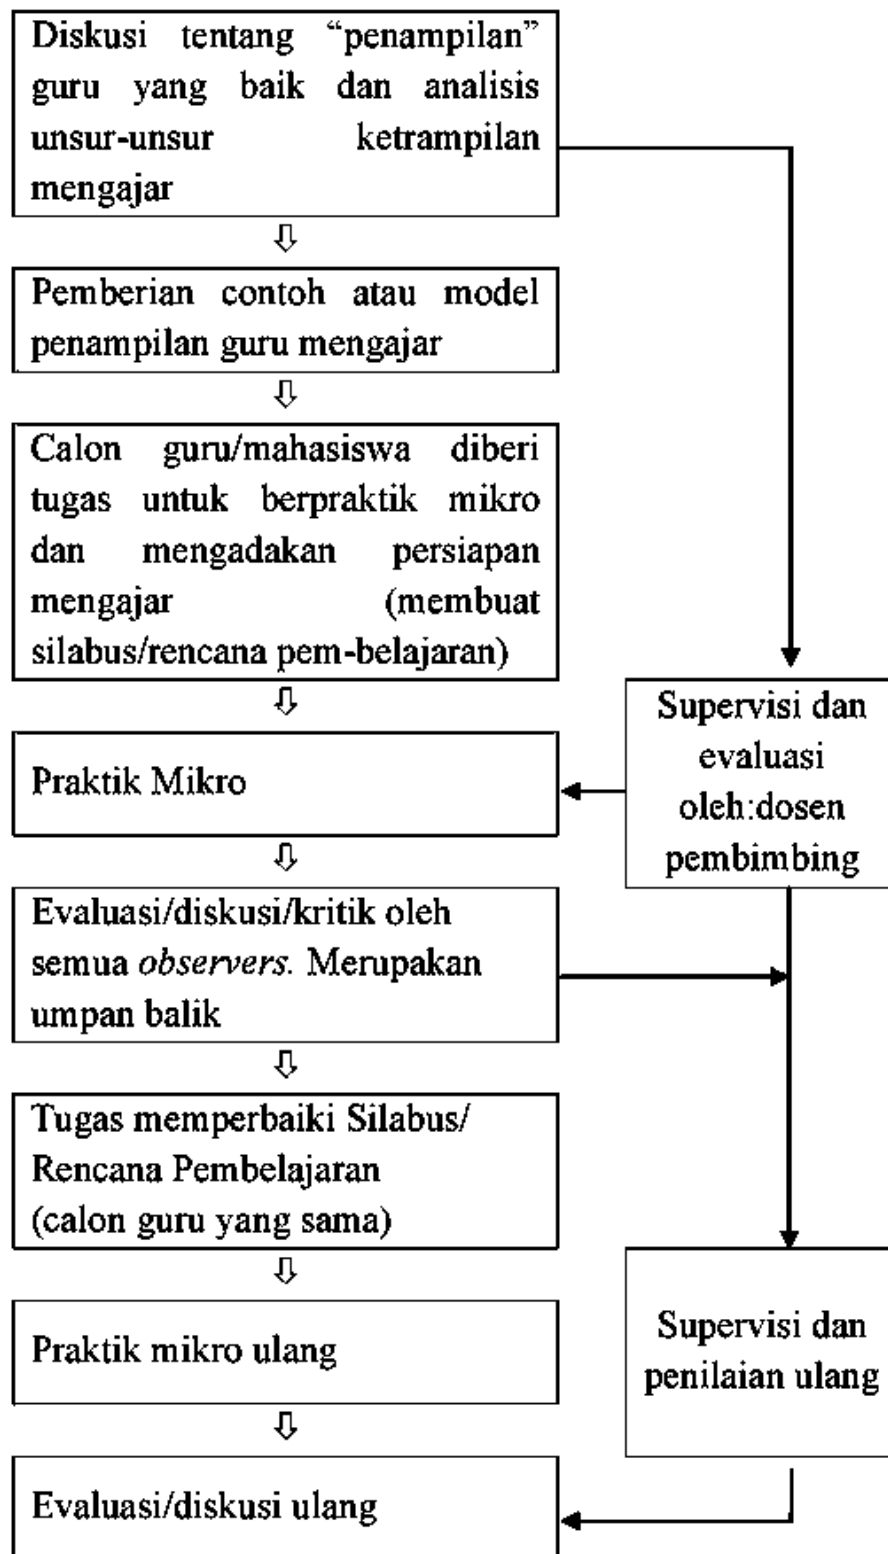 Diskusi tentang “penampilan”
guru yang baik dan analisis
unsur-unsur ketrampilan
mengajar
Pemberian contoh atau model
penampilan guru mengajar
Calon guru/mahasiswa diberi
tugas untuk berpraktik mikro
dan mengadakan persiapan
mengajar (membuat
silabus/rencana pem-belajaran)
Supervisi dan
evaluasi
oleh:dosen
pembimbing
Praktik Mikro
Evaluasi/diskusi/kritik oleh
semua observers. Merupakan
umpan balik
Tugas memperbaiki Silabus/
Rencana Pembelajaran
(calon guru yang sama)
Praktik mikro ulang
Supervisi dan
penilaian ulang
Evaluasi/diskusi ulang